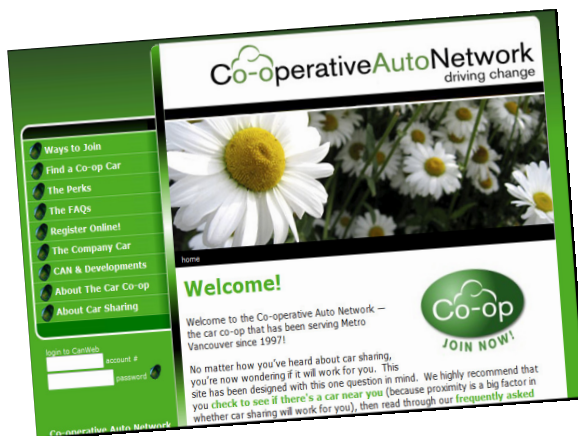 Co-operativeAutoNetwork
driving change
Ways to Join
Find a Co-op Car
The Perks
The FAQs
Register Online!
The Company Car
CAN & Developments
About The Car Co-op
About Car Sharing
login to CanWeb
account #
password
Co-operative Auto Network
home
Welcome!
Welcome to the Co-operative Auto Network —
the car co-op that has been serving Metro
Vancouver since 1997!
Co-op
JOIN NOW!
No matter how you've heard about car sharing,
you're now wondering if it will work for you. This
site has been designed with this one question in mind. We highly recommend that
you check to see if there's a car near you (because proximity is a big factor in
whether car sharing will work for you), then read through our frequently asked